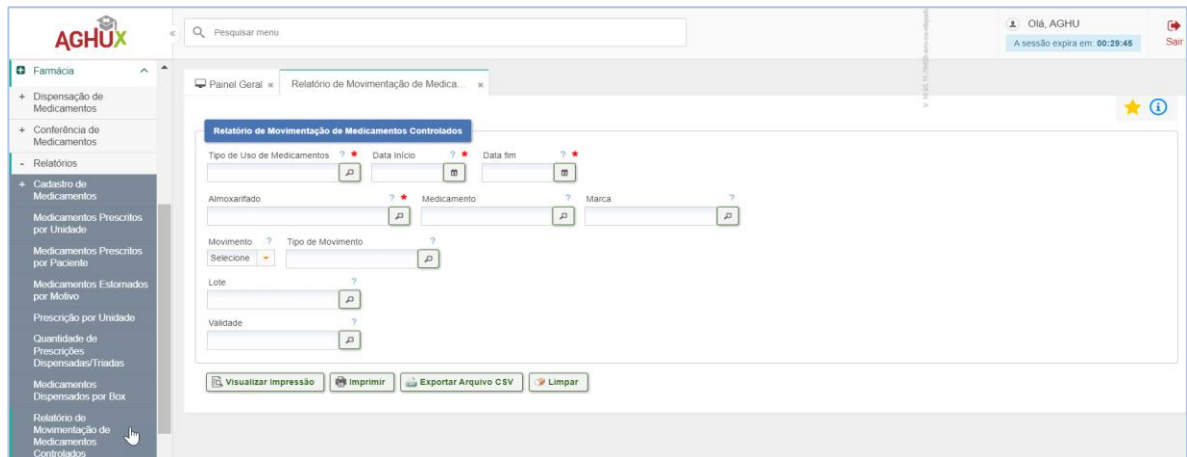 AGHUX
«
Pesquisar menu
Olá, AGHU
A sessão expira em: 00:29:45
Sair
Farmácia
+ Dispensação de
Medicamentos
+ Conferência de
Medicamentos
- Relatórios
+ Cadastro de
Medicamentos
Medicamentos Prescritos
por Unidade
Medicamentos Prescritos
por Paciente
Medicamentos Estornados
por Motivo
Prescrição por Unidade
Quantidade de
Prescrições
Dispensadas/Triadas
Medicamentos
Dispensados por Box
Relatório de
Movimentação de
Medicamentos
Controlados
Painel Geral
Relatório de Movimentação de Medica...
Relatório de Movimentação de Medicamentos Controlados
Tipo de Uso de Medicamentos ? * Data Início ? * Data fim ? *
Almoxarifado ? * Medicamento ? Marca ?
Movimento ? Tipo de Movimento ?
Selecione
Lote ?
Validade ?
Visualizar Impressão Imprimir Exportar Arquivo CSV Limpar